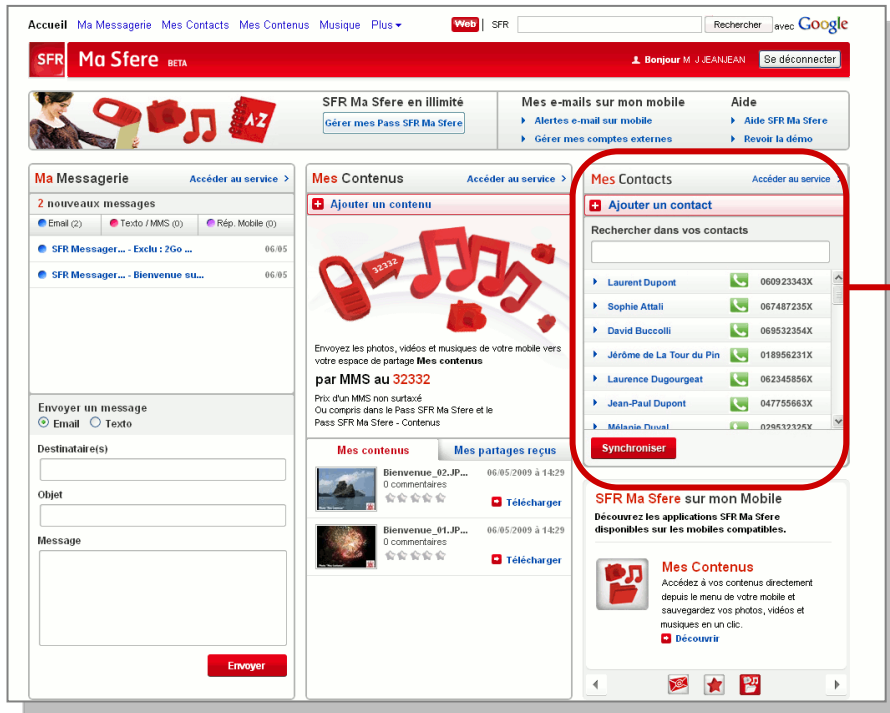 Accueil Ma Messagerie Mes Contacts Mes Contenus Musique Plus Web SFR Rechercher avec Google
SFR Ma Sfere BETA Bonjour M J JEANJEAN Se déconnecter
A-Z
SFR Ma Sfere en illimité
Gérer mes Pass SFR Ma Sfere
Mes e-mails sur mon mobile
Alertes e-mail sur mobile
Gérer mes comptes externes
Aide
Aide SFR Ma Sfere
Revoir la démo
Ma Messagerie Accéder au service >
2 nouveaux messages
Email (2) Texto / MMS (0) Rép. Mobile (0)
SFR Messager... - Exclu : 2Go ... 06/05
SFR Messager... - Bienvenue su... 06/05
Envoyer un message
Email Texto
Destinataire(s)
Objet
Message
Envoyer
Mes Contenus Accéder au service >
Ajouter un contenu
32332
Envoyez les photos, vidéos et musiques de votre mobile vers
votre espace de partage Mes contenus
par MMS au 32332
Prix d'un MMS non surtaxé
Ou compris dans le Pass SFR Ma Sfere et le
Pass SFR Ma Sfere - Contenus
Mes contenus Mes partages reçus
Bienvenue_02.JP... 06/05/2009 à 14:29
0 commentaires
Télécharger
Bienvenue_01.JP... 06/05/2009 à 14:29
0 commentaires
Télécharger
Mes Contacts Accéder au service >
Ajouter un contact
Rechercher dans vos contacts
Laurent Dupont 060923343X
Sophie Attali 067487235X
David Buccolli 069532354X
Jérôme de La Tour du Pin 018956231X
Laurence Dugourgeat 062345856X
Jean-Paul Dupont 047755663X
Mélanie Duval 029532325X
Synchroniser
SFR Ma Sfere sur mon Mobile
Découvrez les applications SFR Ma Sfere
disponibles sur les mobiles compatibles.
Mes Contenus
Accédez à vos contenus directement
depuis le menu de votre mobile et
sauvegardez vos photos, vidéos et
musiques en un clic.
Découvrir